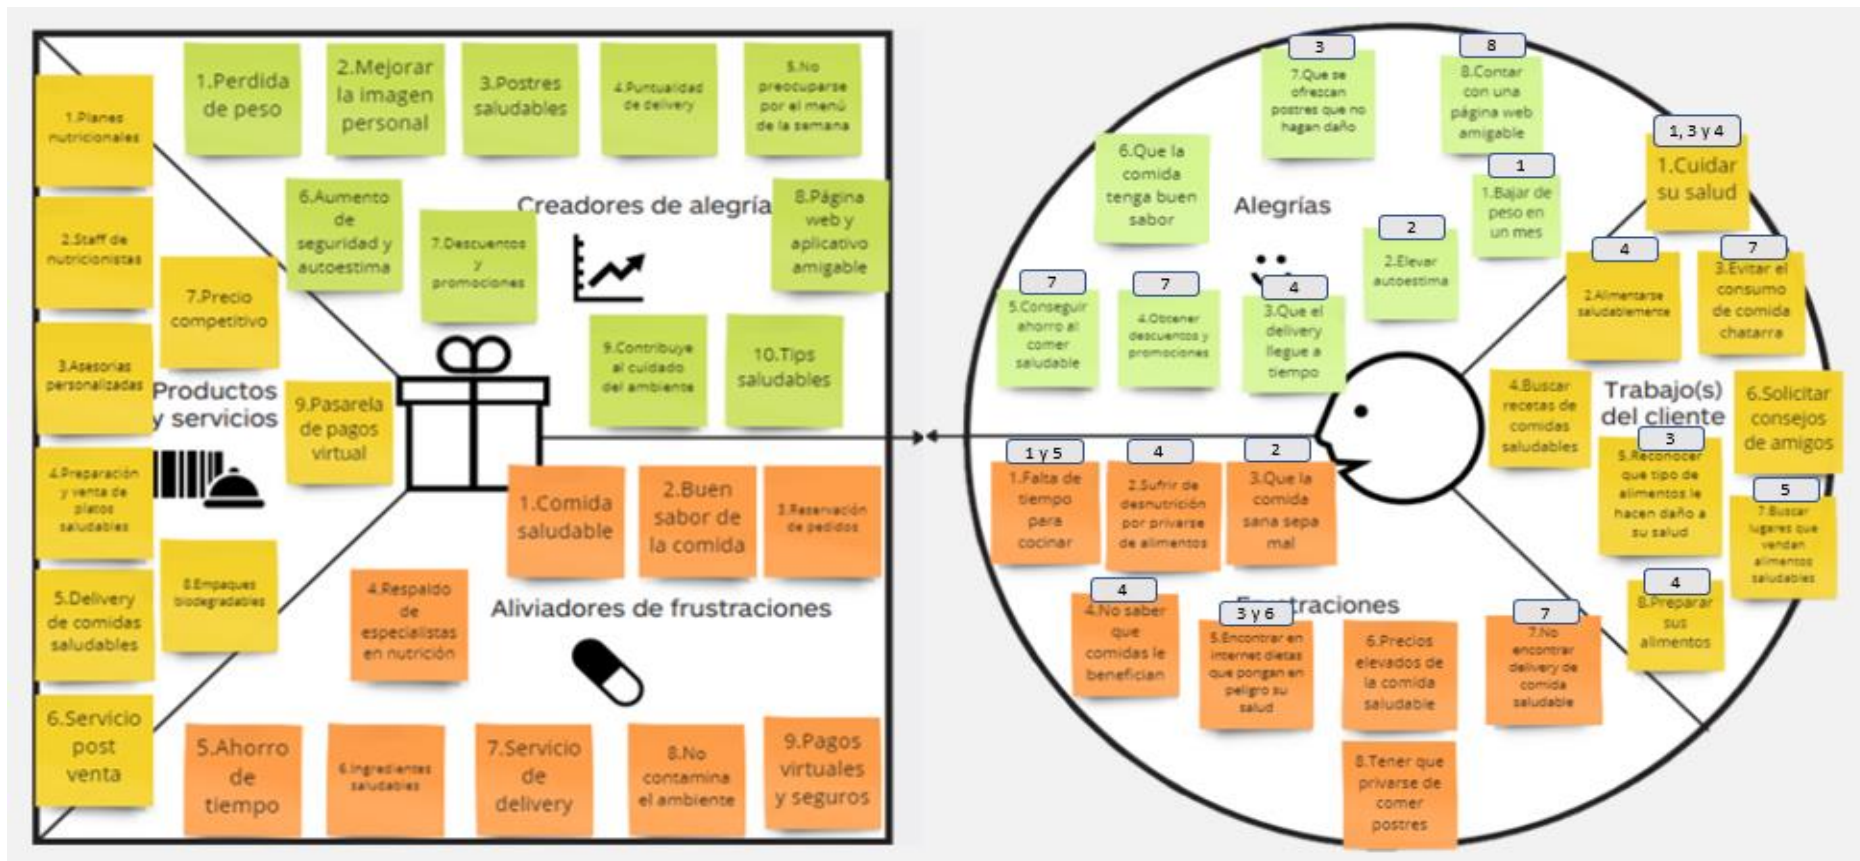 1.Planes
nutricionales
2.Staff de
nutricionistas
3.Asesorias
personalizadas
4.Preparación
y venta de
platos
saludables
5.Delivery
de comidas
saludables
6.Servicio
post
venta
7.Precio
competitivo
8.Empaques
biodegradables
9.Pasarela
de pagos
virtual
Productos
y servicios
1.Perdida
de peso
2.Mejorar
la imagen
personal
3.Postres
saludables
4.Puntualidad
de delivery
5.No
preocuparse
por el menú
de la semana
6.Aumento
de
seguridad y
autoestima
7.Descuentos
y
promociones
Creadores de alegría
8.Página
web y
aplicativo
amigable
9.Contribuye
al cuidado
del ambiente
10.Tips
saludables
1.Comida
saludable
2.Buen
sabor de
la comida
3.Reservación
de pedidos
4.Respaldo
de
especialistas
en nutrición
Aliviadores de frustraciones
5.Ahorro
de
tiempo
6.Ingredientes
saludables
7.Servicio
de
delivery
8.No
contamina
el ambiente
9.Pagos
virtuales
y seguros
3
7.Que se
ofrezcan
postres que no
hagan daño
8
8.Contar
con una
página web
amigable
6.Que la
comida
tenga buen
sabor
Alegrías
1
1.Bajar de
peso en
un mes
2
2.Elevar
autoestima
7
5.Conseguir
ahorro al
comer
saludable
7
4.Obtener
descuentos y
promociones
4
3.Que el
delivery
llegue a
tiempo
1, 3 y 4
1.Cuidar
su salud
4
2.Alimentarse
saludablemente
7
3.Evitar el
consumo
de comida
chatarra
4.Buscar
recetas de
comidas
saludables
Trabajo(s)
del cliente
6.Solicitar
consejos
de amigos
3
5.Reconocer
que tipo de
alimentos le
hacen daño a
su salud
5
7.Buscar
lugares que
vendan
alimentos
saludables
4
8.Preparar
sus
alimentos
1 y 5
1.Falta de
tiempo
para
cocinar
4
2.Sufrir de
desnutrición
por privarse
de alimentos
2
3.Que la
comida
sana sepa
mal
4
4.No saber
que
comidas le
benefician
Frustraciones
3 y 6
5.Encontrar en
internet dietas
que pongan en
peligro su
salud
6.Precios
elevados de
la comida
saludable
7
7.No
encontrar
delivery de
comida
saludable
8.Tener que
privarse de
comer
postres